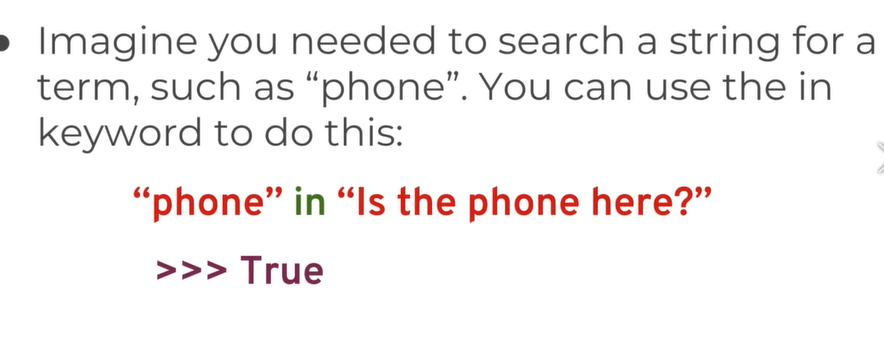 • Imagine you needed to search a string for a
term, such as “phone”. You can use the in
keyword to do this:
“phone” in “Is the phone here?”
>>> True